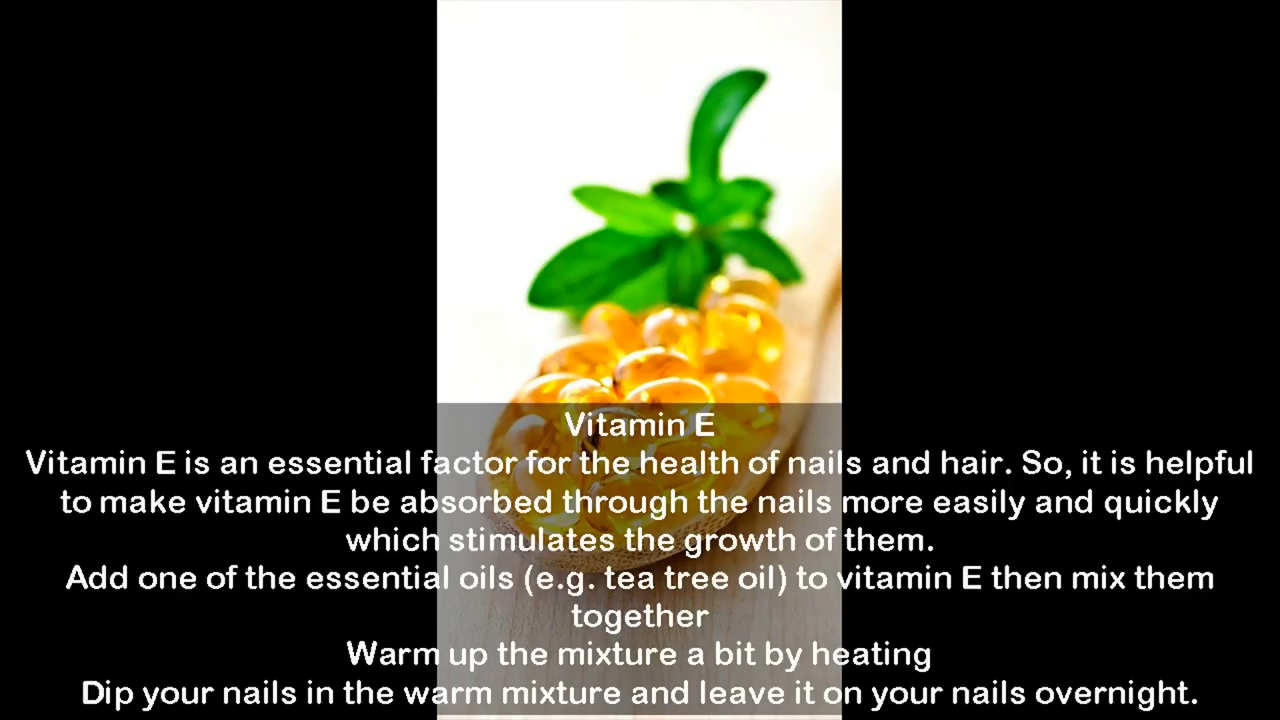 Vitamin E
Vitamin E is an essential factor for the health of nails and hair. So, it is helpful
to make vitamin E be absorbed through the nails more easily and quickly
which stimulates the growth of them.
Add one of the essential oils (e.g. tea tree oil) to vitamin E then mix them
together
Warm up the mixture a bit by heating
Dip your nails in the warm mixture and leave it on your nails overnight.